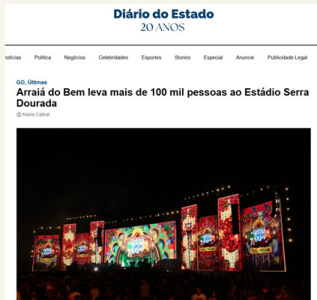 Diário do Estado
20 ANOS
notícias Política Negócios Celebridades Esportes Stories Especial Anuncie Publicidade Legal
GO, Últimas
Arraiá do Bem leva mais de 100 mil pessoas ao Estádio Serra
Dourada
@ Maria Cabral